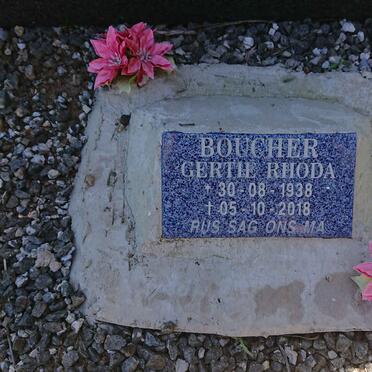 BOUCHER
GERTIE RHODA
* 30-08-1938
† 05-10-2018
RUS SAG ONS MA